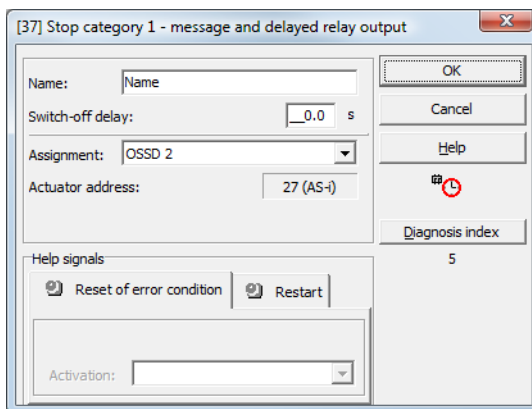 [37] Stop category 1 - message and delayed relay output
Name: Name
Switch-off delay: __0.0 s
Assignment: OSSD 2
Actuator address: 27 (AS-i)
OK
Cancel
Help
Diagnosis index
5
Help signals
Reset of error condition Restart
Activation: